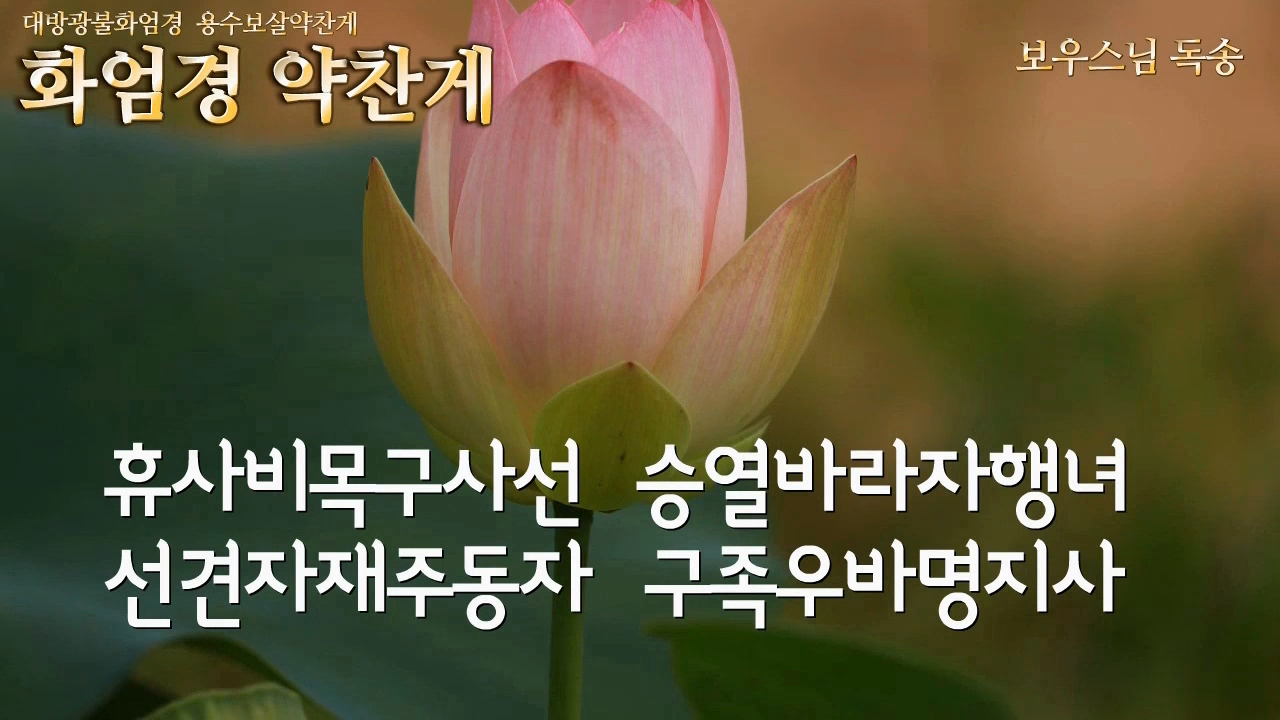 대방광불화엄경 용수보살약찬게
화엄경 약찬게
보우스님 독송
휴사비목구사선 승열바라자행녀
선견자재주동자 구족우바명지사